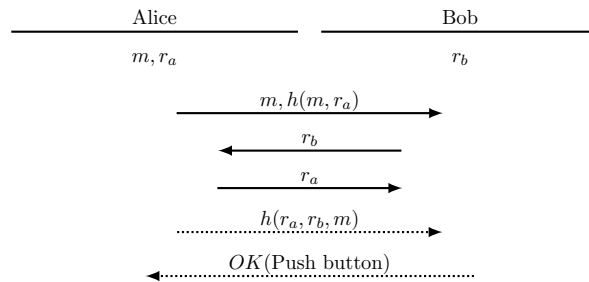 Alice Bob
m, r_a r_b
m, h(m, r_a)
r_b
r_a
h(r_a, r_b, m)
OK(Push button)